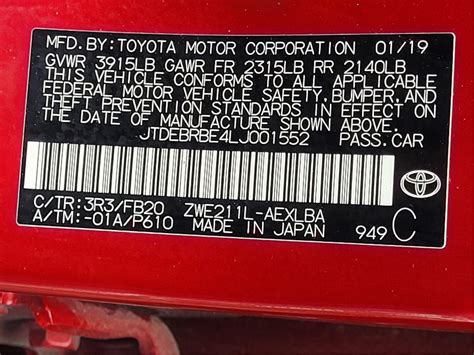 MFD. BY: TOYOTA MOTOR CORPORATION 01/19
GVWR 3915LB GAWR FR 2315LB RR 2140LB
THIS VEHICLE CONFORMS TO ALL APPLICABLE
FEDERAL MOTOR VEHICLE SAFETY, BUMPER, AND
THEFT PREVENTION STANDARDS IN EFFECT ON
THE DATE OF MANUFACTURE SHOWN ABOVE.
JTDEBRBE4LJ001552 PASS. CAR
C/TR: 3R3/FB20 ZWE211L-AEXLBA
A/TM: -01A/P610 MADE IN JAPAN 949 C